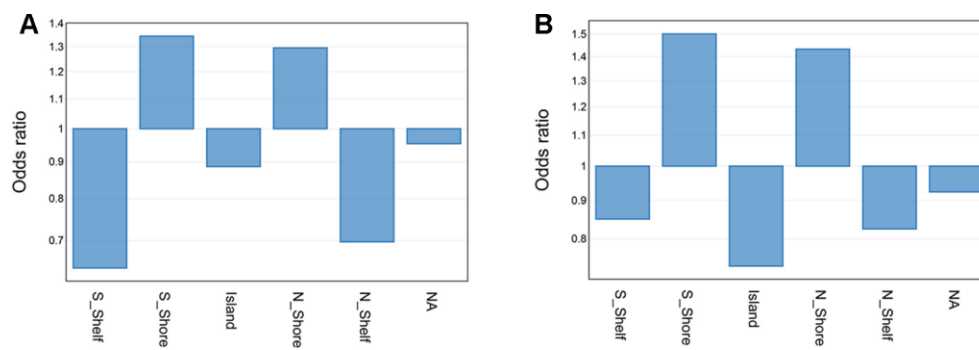 A
Odds ratio
1.4
1.3
1.2
1.1
1
0.9
0.8
0.7
S_Shelf
S_Shore
Island
N_Shore
N_Shelf
NA
B
Odds ratio
1.5
1.4
1.3
1.2
1.1
1
0.9
0.8
S_Shelf
S_Shore
Island
N_Shore
N_Shelf
NA